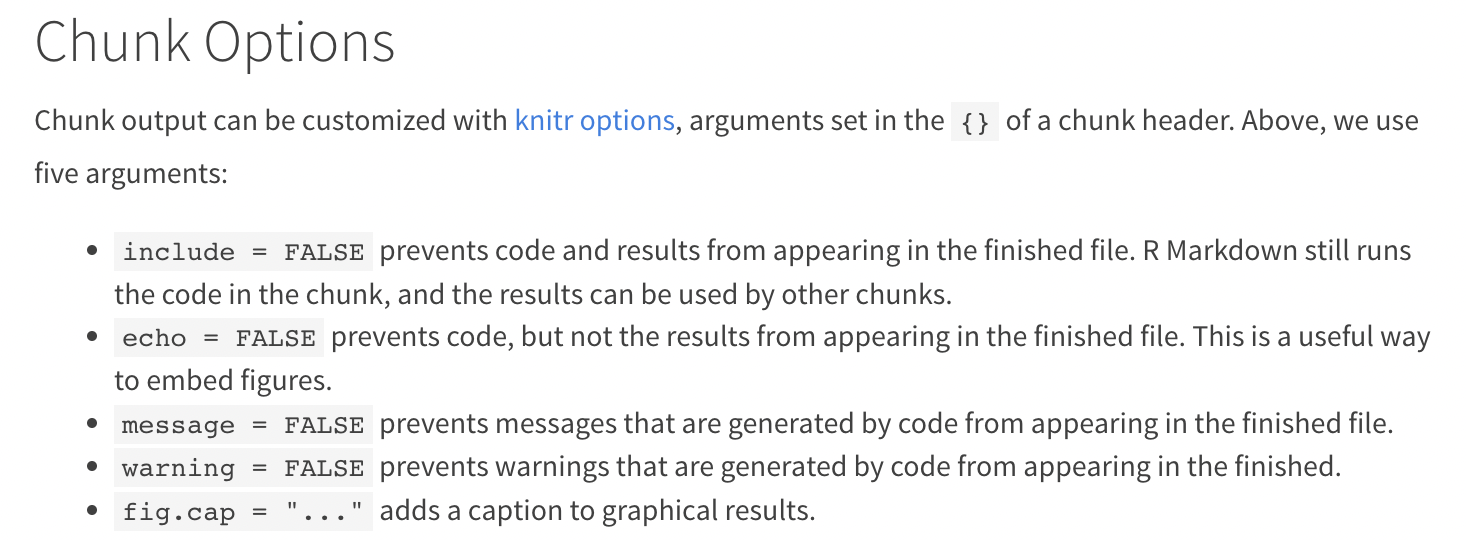 Chunk Options
Chunk output can be customized with knitr options, arguments set in the {} of a chunk header. Above, we use
five arguments:
• include = FALSE prevents code and results from appearing in the finished file. R Markdown still runs
the code in the chunk, and the results can be used by other chunks.
• echo = FALSE prevents code, but not the results from appearing in the finished file. This is a useful way
to embed figures.
• message = FALSE prevents messages that are generated by code from appearing in the finished file.
• warning = FALSE prevents warnings that are generated by code from appearing in the finished.
• fig.cap = "..." adds a caption to graphical results.